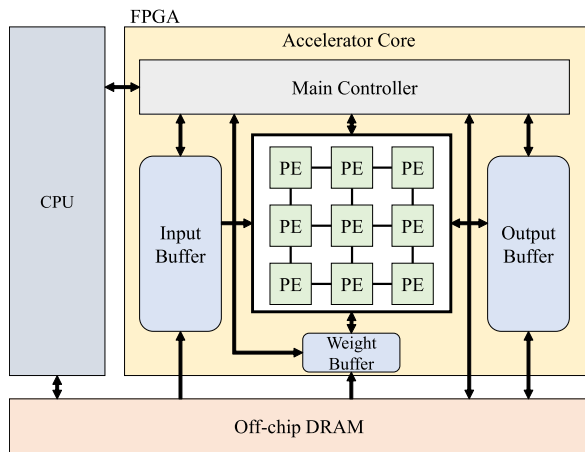 FPGA
Accelerator Core
Main Controller
CPU
Input
Buffer
PE PE PE
PE PE PE
PE PE PE
Output
Buffer
Weight
Buffer
Off-chip DRAM